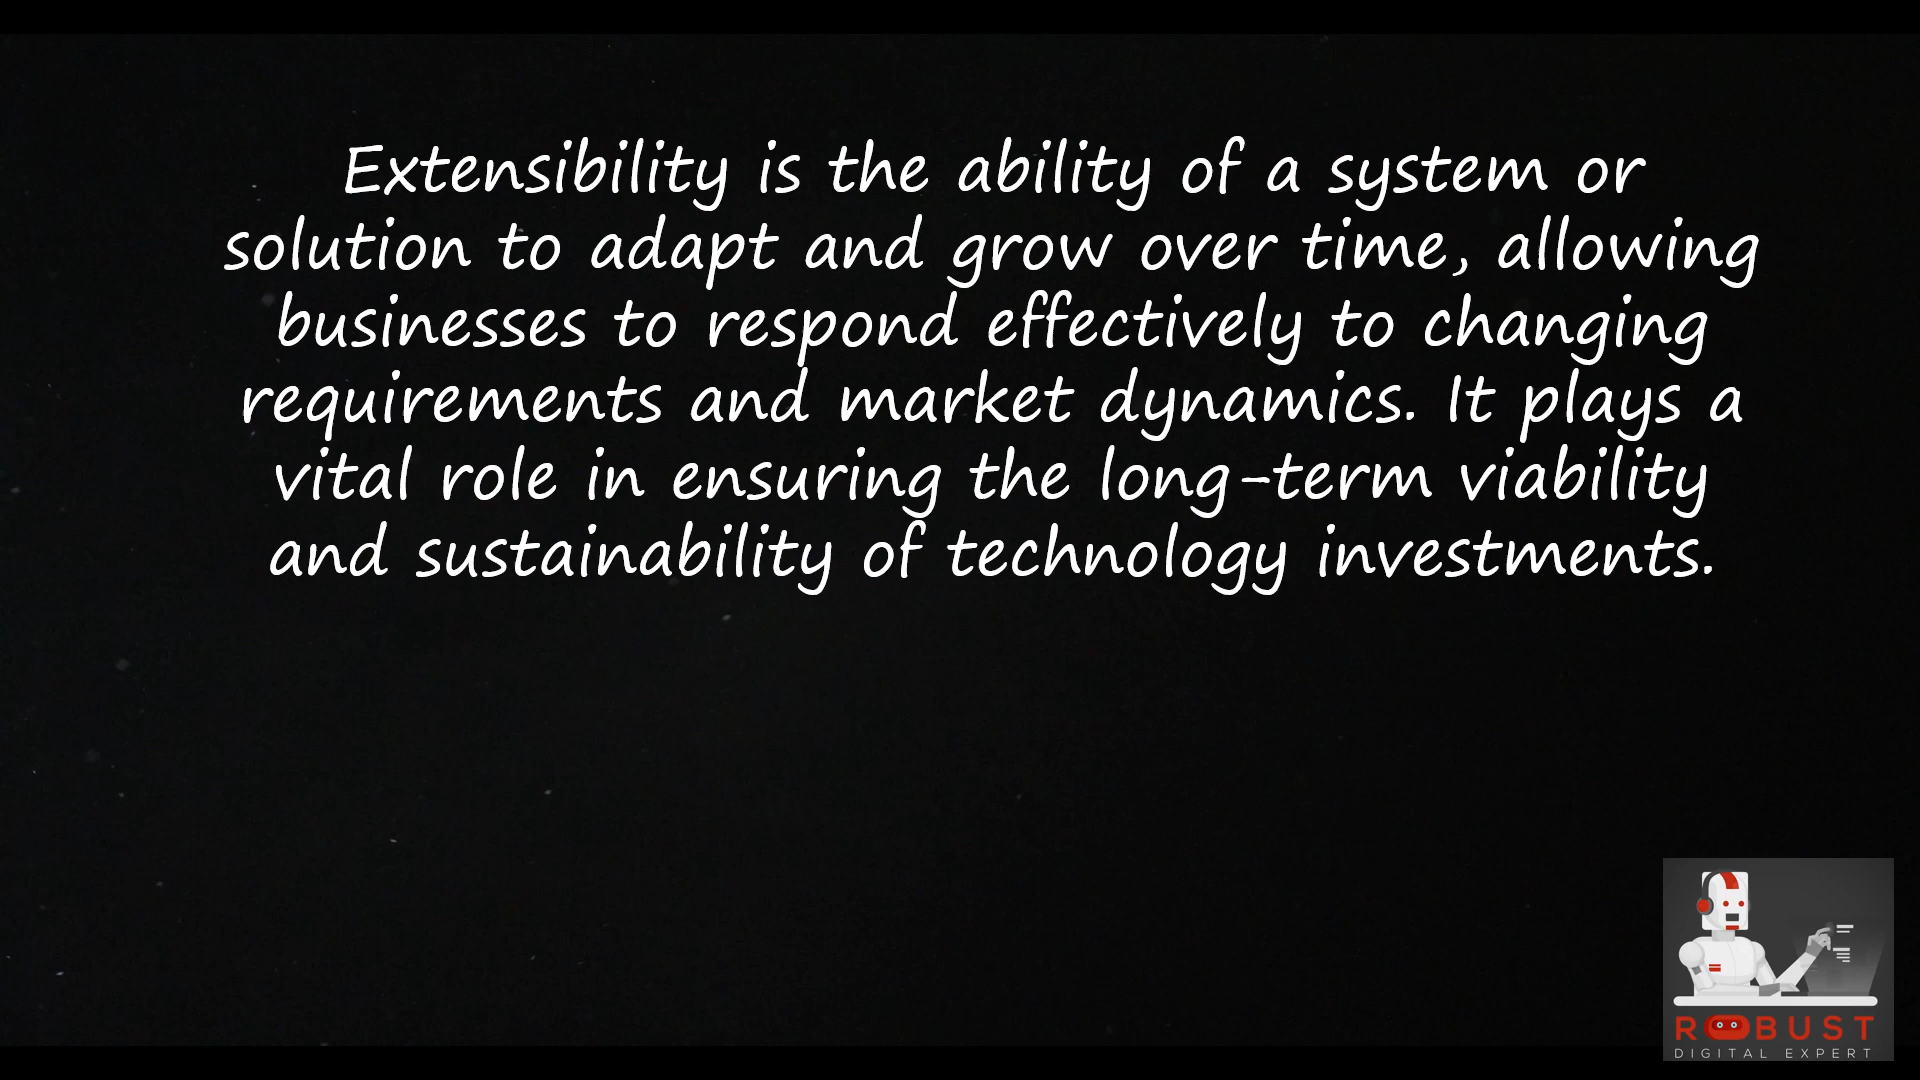 Extensibility is the ability of a system or
solution to adapt and grow over time, allowing
businesses to respond effectively to changing
requirements and market dynamics. It plays a
vital role in ensuring the long-term viability
and sustainability of technology investments.
ROBUST
DIGITAL EXPERT